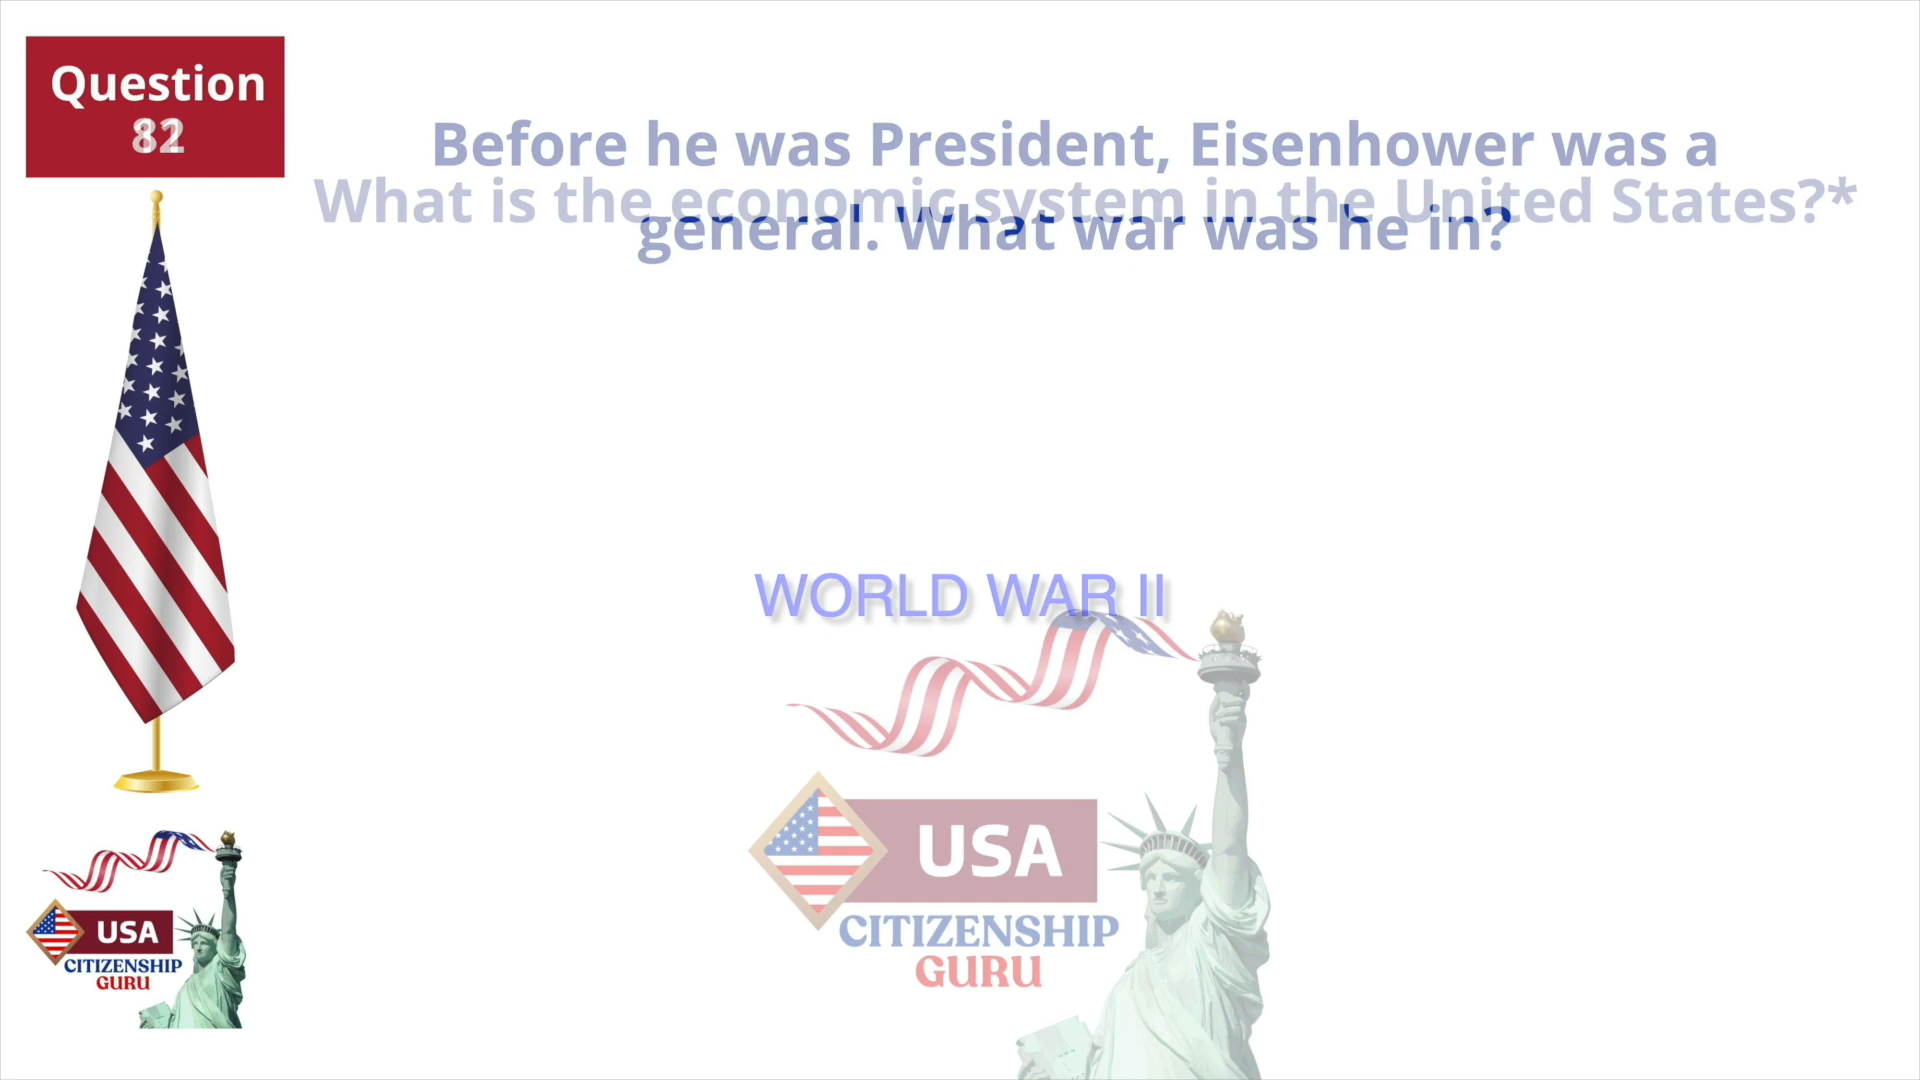 Question
82
Before he was President, Eisenhower was a
What is the economic system in the United States?*
general. What war was he in?
WORLD WAR II
USA
CITIZENSHIP
GURU
USA
CITIZENSHIP
GURU